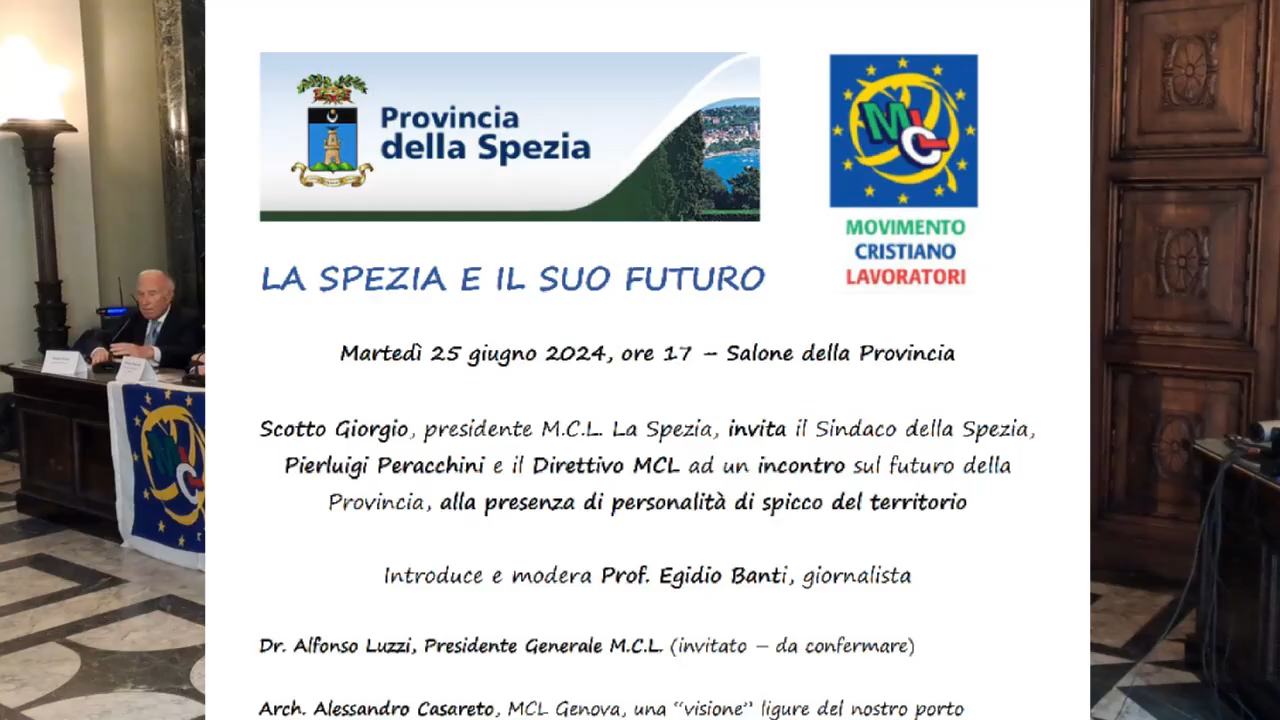 Provincia
della Spezia
MCL
MOVIMENTO
CRISTIANO
LAVORATORI
LA SPEZIA E IL SUO FUTURO
Martedì 25 giugno 2024, ore 17 – Salone della Provincia
Scotto Giorgio, presidente M.C.L. La Spezia, invita il Sindaco della Spezia,
Pierluigi Peracchini e il Direttivo MCL ad un incontro sul futuro della
Provincia, alla presenza di personalità di spicco del territorio
Introduce e modera Prof. Egidio Banti, giornalista
Dr. Alfonso Luzzi, Presidente Generale M.C.L. (invitato – da confermare)
Arch. Alessandro Casareto, MCL Genova, una “visione” ligure del nostro porto